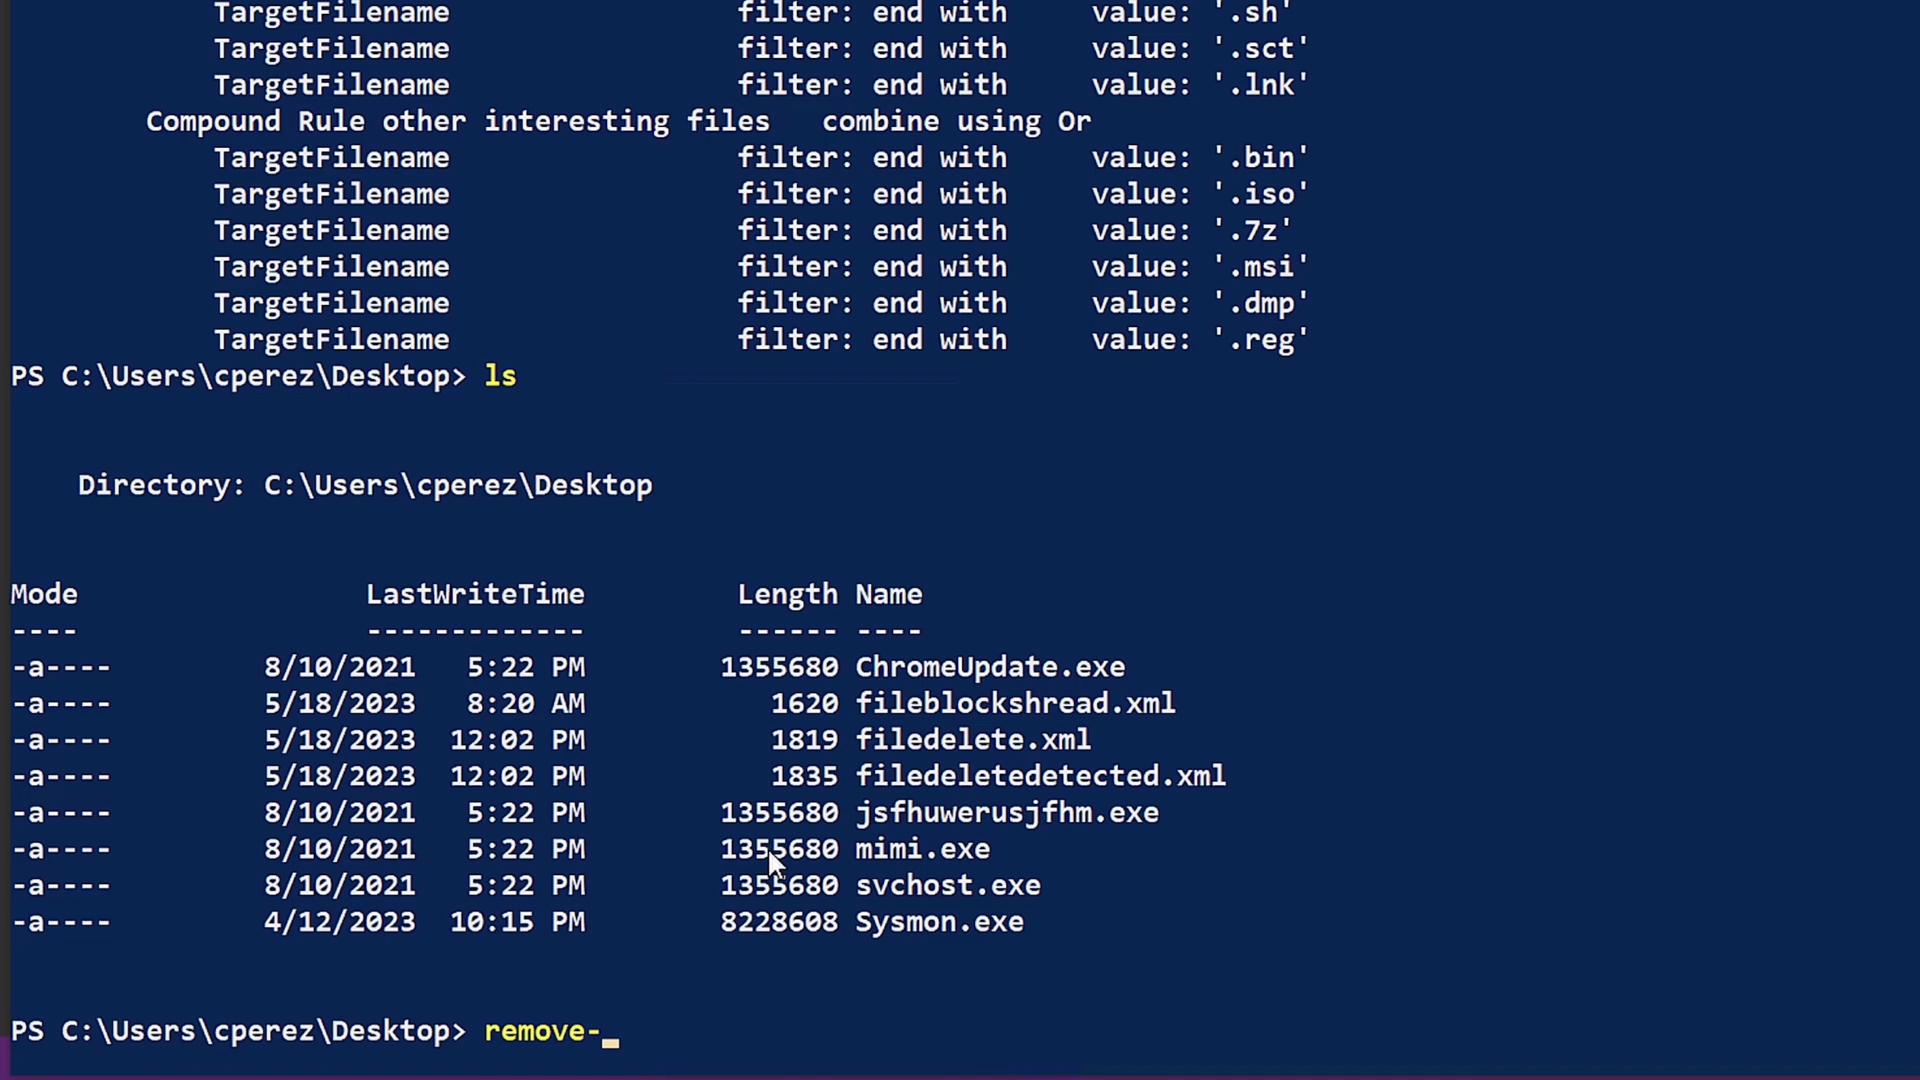 TargetFilename filter: end with value: '.sh'
TargetFilename filter: end with value: '.sct'
TargetFilename filter: end with value: '.lnk'
Compound Rule other interesting files combine using Or
TargetFilename filter: end with value: '.bin'
TargetFilename filter: end with value: '.iso'
TargetFilename filter: end with value: '.7z'
TargetFilename filter: end with value: '.msi'
TargetFilename filter: end with value: '.dmp'
TargetFilename filter: end with value: '.reg'
PS C:\Users\cperez\Desktop> ls
Directory: C:\Users\cperez\Desktop
Mode LastWriteTime Length Name
---- ------------- ------ ----
-a---- 8/10/2021 5:22 PM 1355680 ChromeUpdate.exe
-a---- 5/18/2023 8:20 AM 1620 fileblockshread.xml
-a---- 5/18/2023 12:02 PM 1819 filedelete.xml
-a---- 5/18/2023 12:02 PM 1835 filedeletedetected.xml
-a---- 8/10/2021 5:22 PM 1355680 jsfhuwerusjfhm.exe
-a---- 8/10/2021 5:22 PM 1355680 mimi.exe
-a---- 8/10/2021 5:22 PM 1355680 svchost.exe
-a---- 4/12/2023 10:15 PM 8228608 Sysmon.exe
PS C:\Users\cperez\Desktop> remove-_